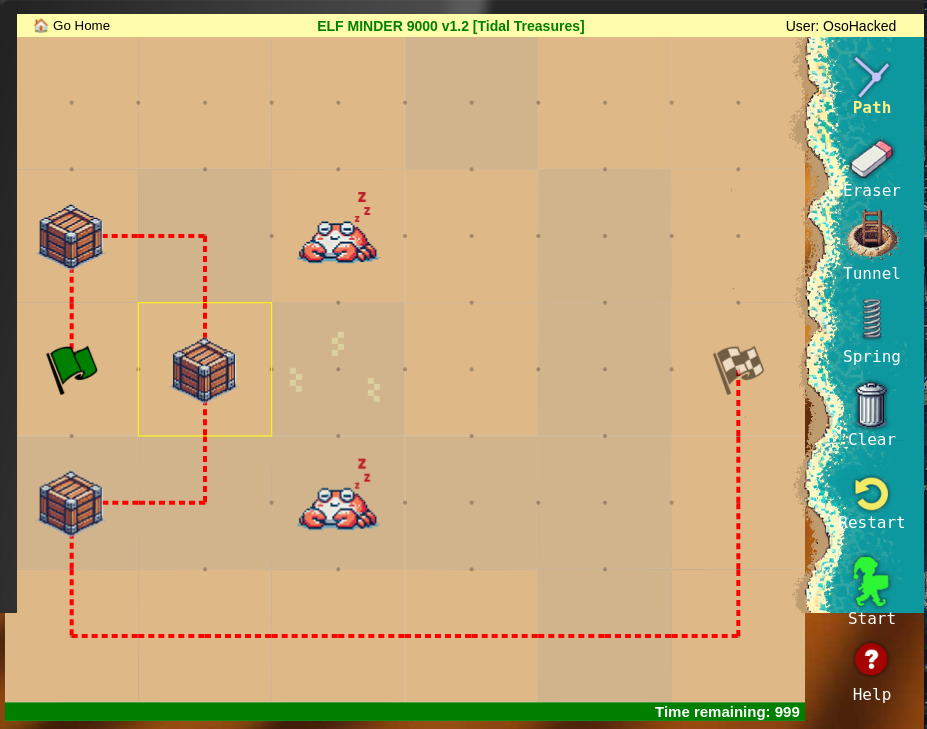 🏠 Go Home
ELF MINDER 9000 v1.2 [Tidal Treasures]
User: OsoHacked
Path
Eraser
z
z
z
Tunnel
Spring
Clear
z
z
z
Restart
Start
?
Help
Time remaining: 999